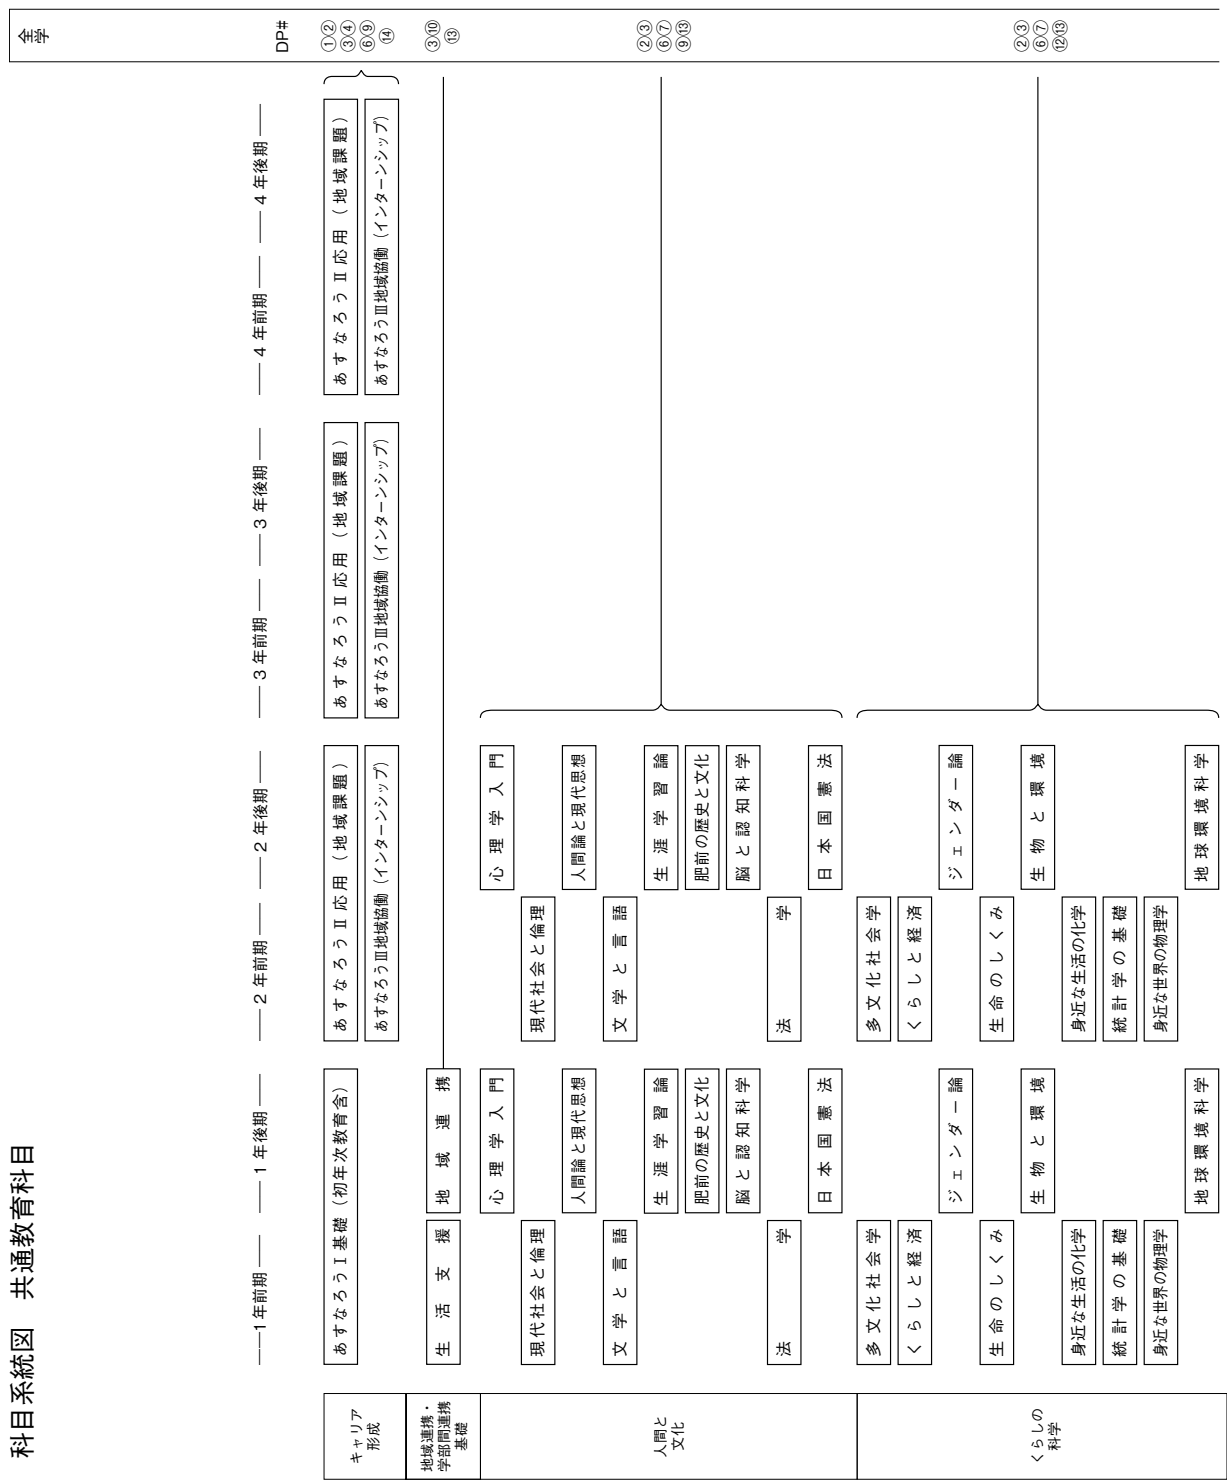 科目系統図　共通教育科目
1年前期
1年後期
2年前期
2年後期
3年前期
3年後期
4年前期
4年後期
全学
DP#
キャリア
形成
あすなろうⅠ基礎（初年次教育含）
あすなろうⅡ応用（地域課題）
あすなろうⅡ応用（地域課題）
あすなろうⅡ応用（地域課題）
あすなろうⅢ地域協働（インターンシップ）
あすなろうⅢ地域協働（インターンシップ）
あすなろうⅢ地域協働（インターンシップ）
①②
③④
⑥⑨
⑭
地域連携・
学部間連携
基礎
生活支援
地域連携
③⑩
⑬
人間と
文化
心理学入門
心理学入門
現代社会と倫理
現代社会と倫理
人間論と現代思想
人間論と現代思想
文学と言語
文学と言語
生涯学習論
生涯学習論
肥前の歴史と文化
肥前の歴史と文化
脳と認知科学
脳と認知科学
法学
法学
日本国憲法
日本国憲法
②③
⑥⑦
⑨⑬
くらしの
科学
多文化社会学
多文化社会学
くらしと経済
くらしと経済
ジェンダー論
ジェンダー論
生命のしくみ
生命のしくみ
生物と環境
生物と環境
身近な生活の化学
身近な生活の化学
統計学の基礎
統計学の基礎
身近な世界の物理学
身近な世界の物理学
地球環境科学
地球環境科学
②③
⑥⑦
⑫⑬